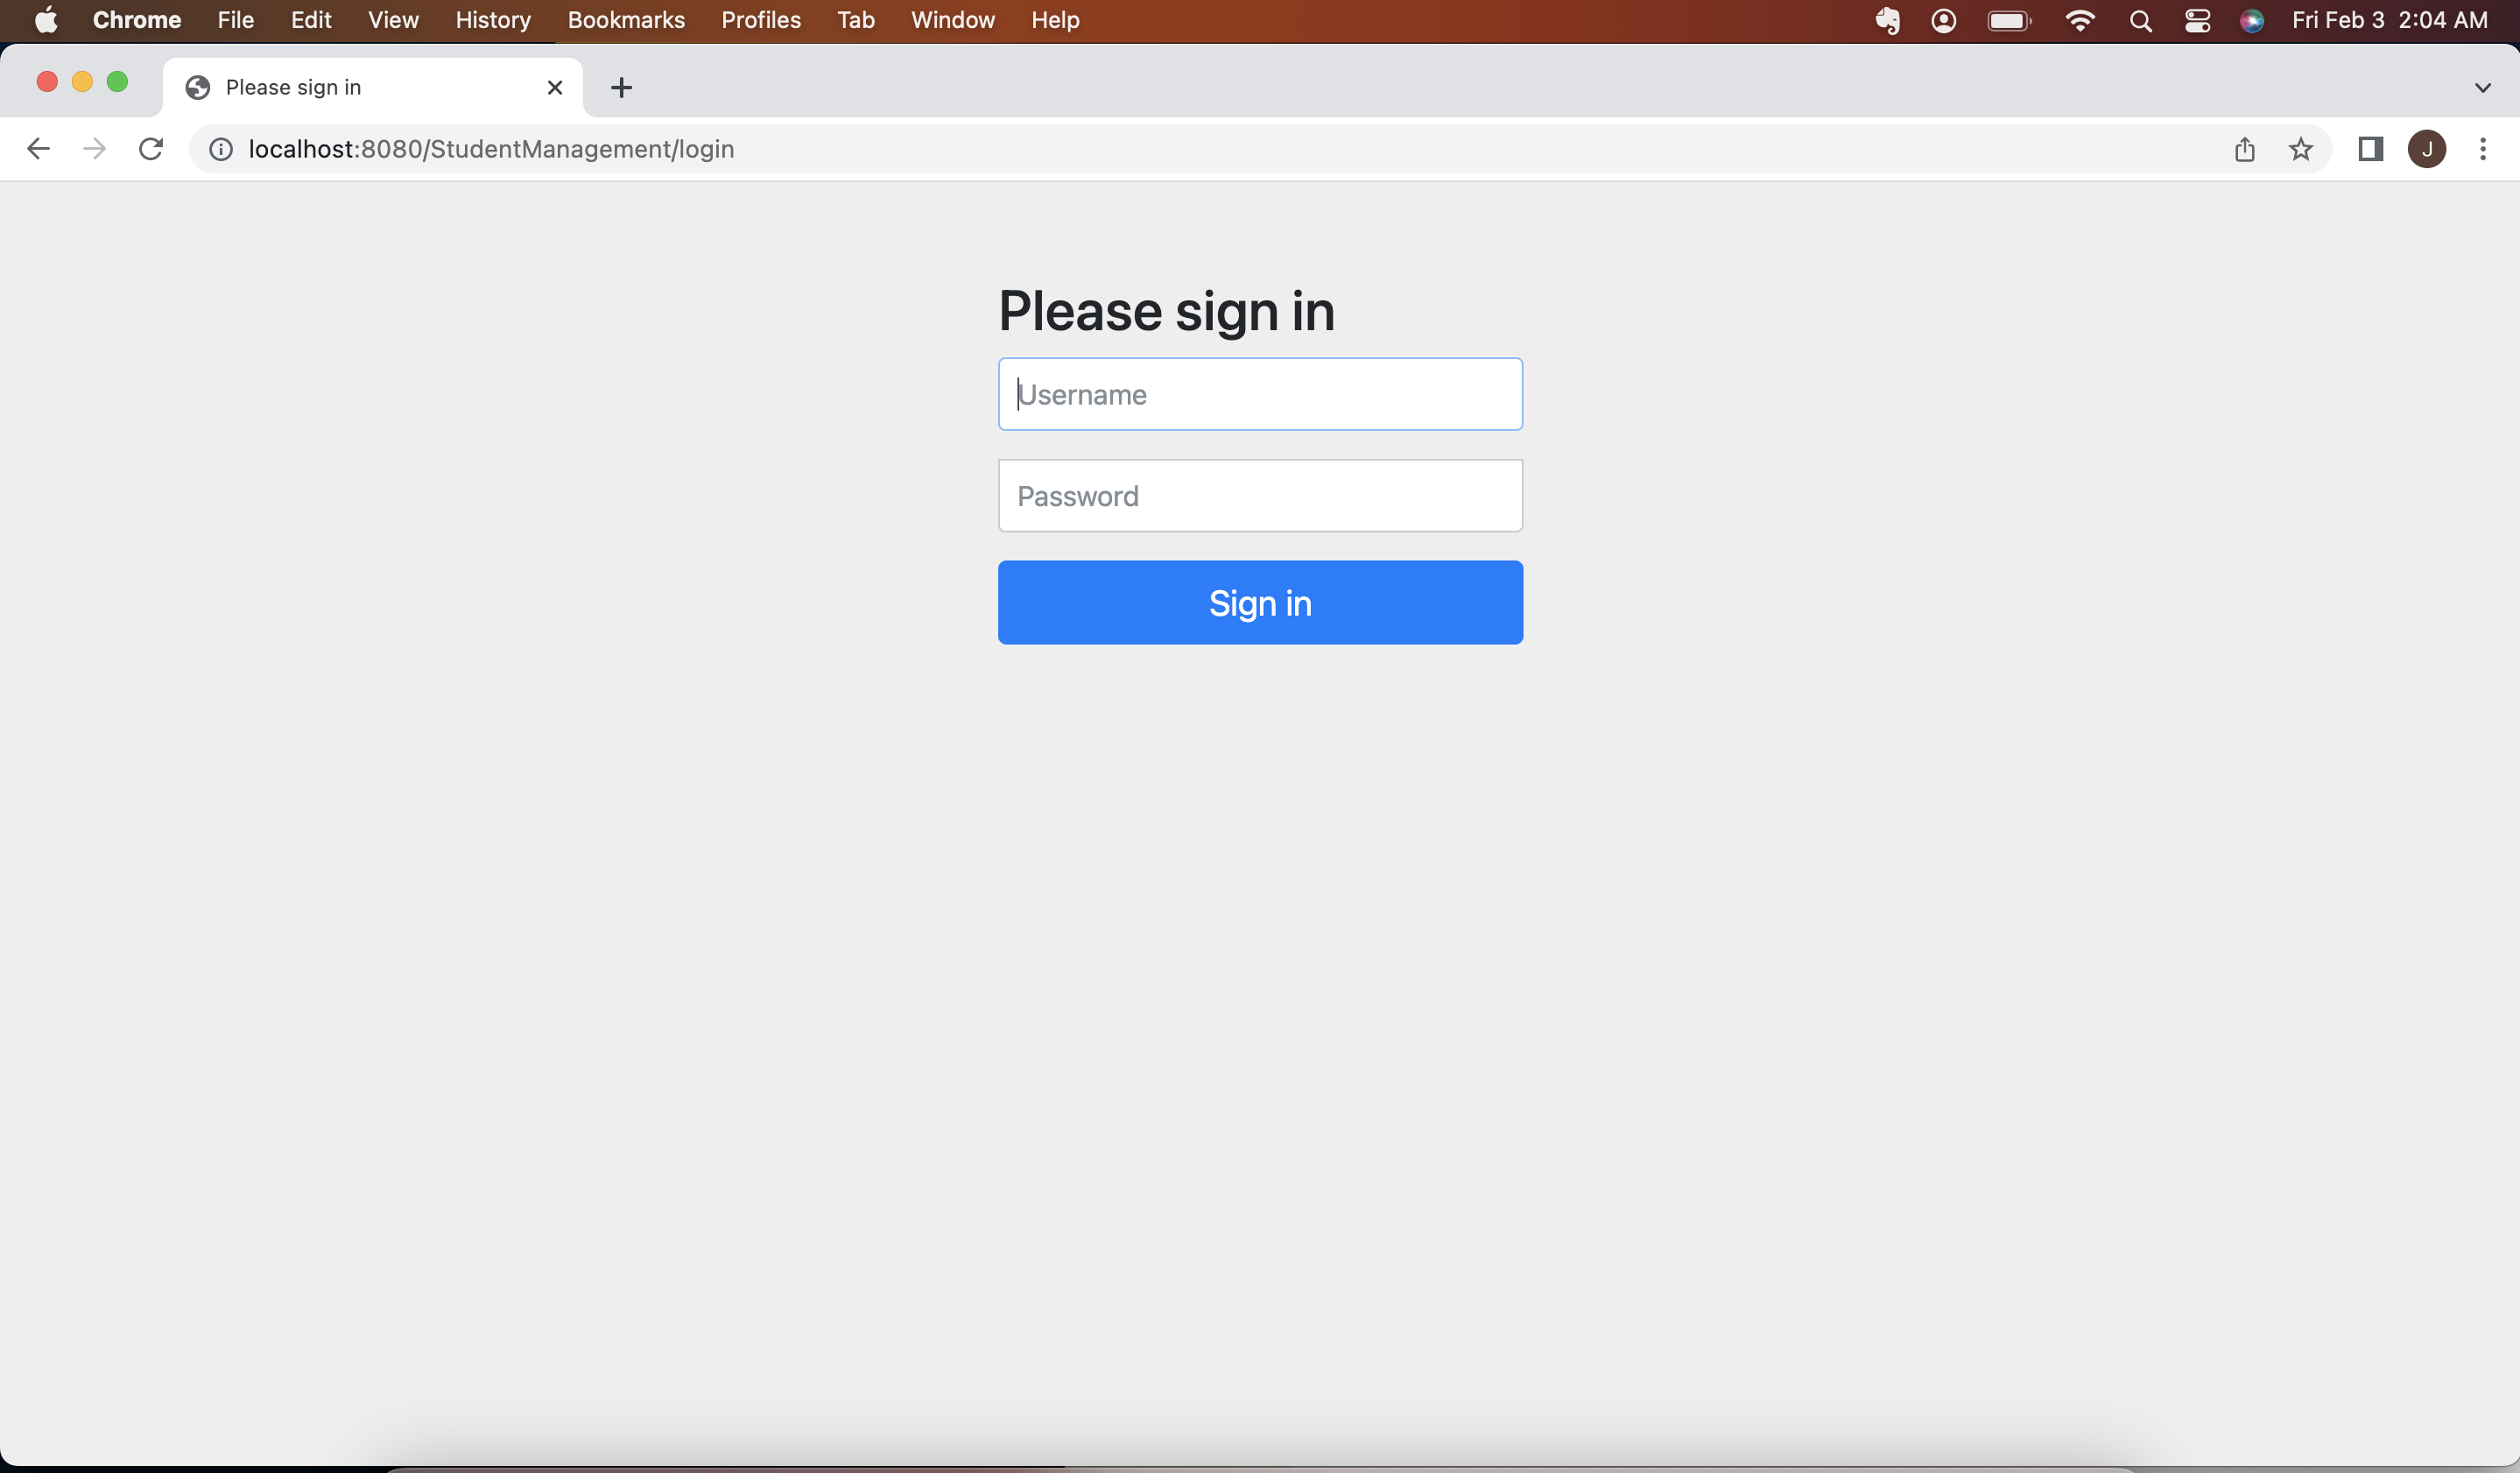 Chrome File Edit View History Bookmarks Profiles Tab Window Help Fri Feb 3 2:04 AM
Please sign in
localhost:8080/StudentManagement/login J
Please sign in
Username
Password
Sign in